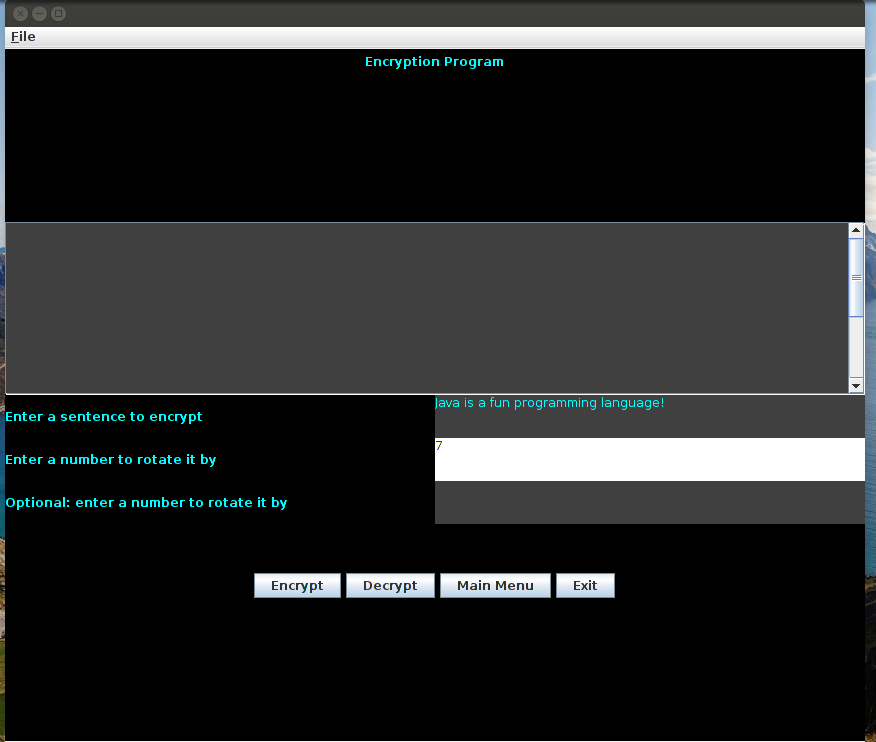 File
Encryption Program
Enter a sentence to encrypt
Java is a fun programming language!
Enter a number to rotate it by
7
Optional: enter a number to rotate it by
Encrypt
Decrypt
Main Menu
Exit